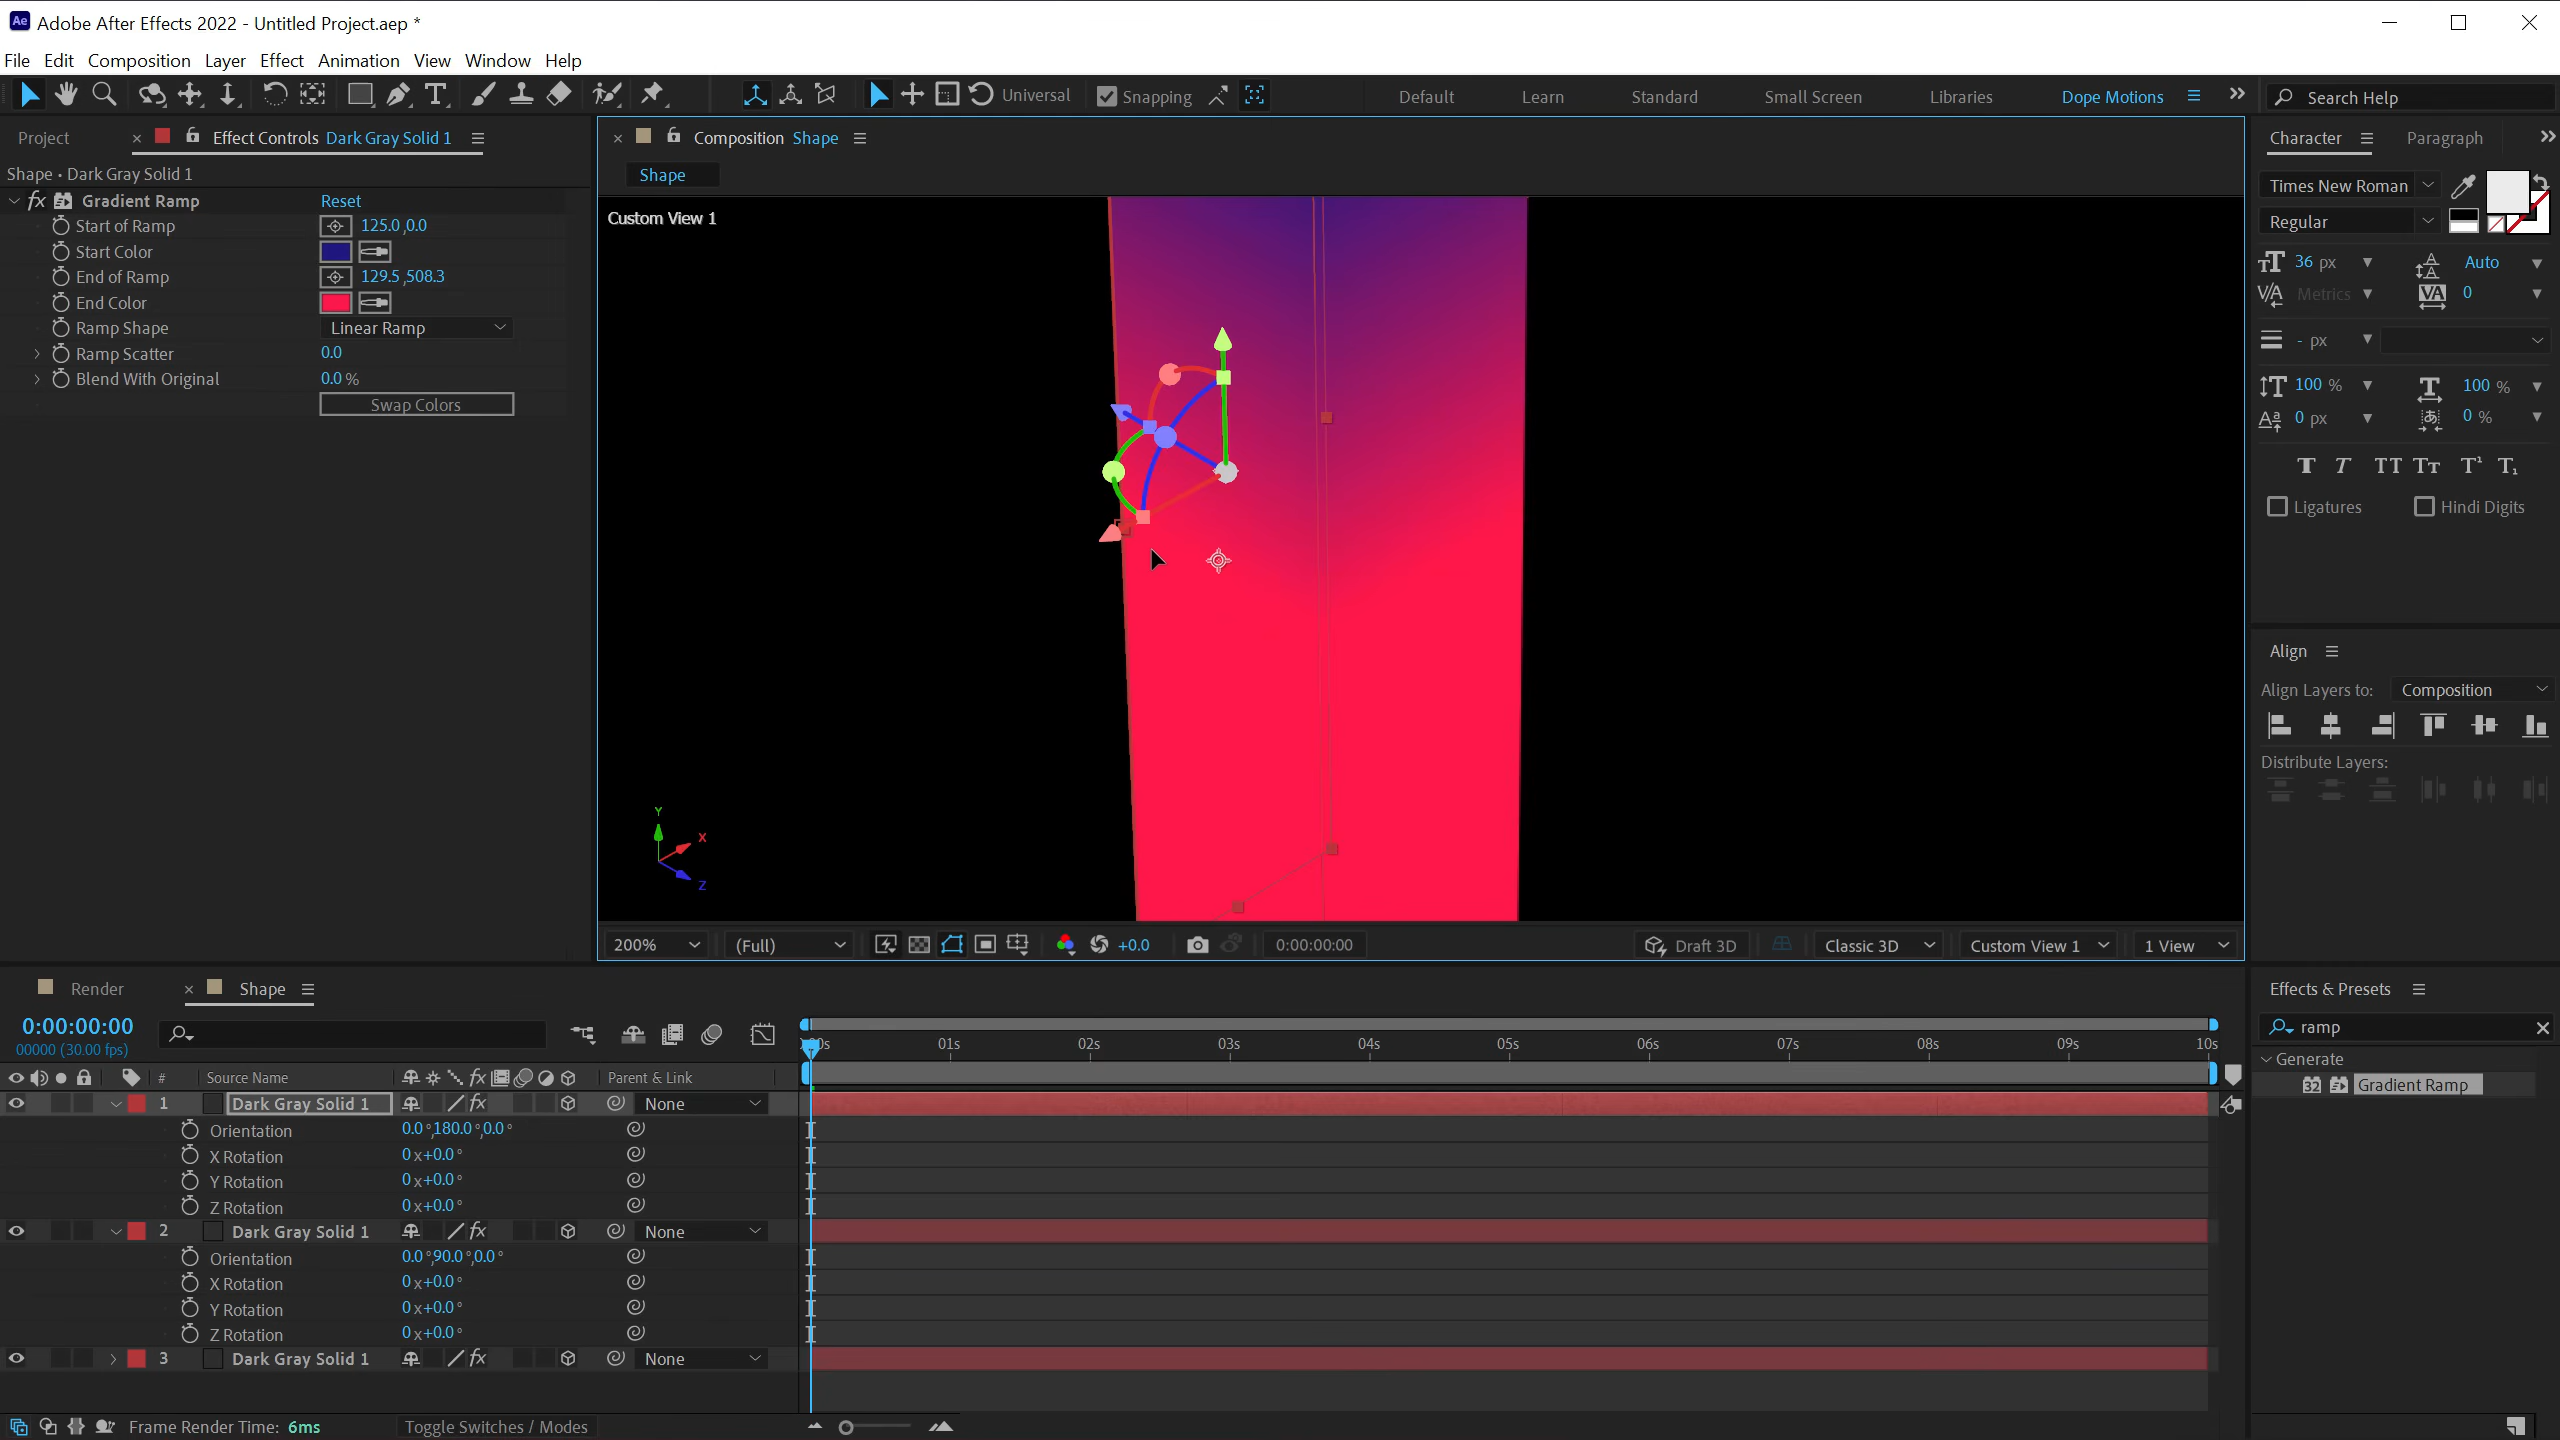 Adobe After Effects 2022 - Untitled Project.aep *
File Edit Composition Layer Effect Animation View Window Help
Universal Snapping Default Learn Standard Small Screen Libraries Dope Motions Search Help
Project Effect Controls Dark Gray Solid 1
Composition Shape
Character Paragraph
Shape • Dark Gray Solid 1
Shape
fx Gradient Ramp Reset
Start of Ramp 125.0,0.0
Start Color
End of Ramp 129.5,508.3
End Color
Ramp Shape Linear Ramp
Ramp Scatter 0.0
Blend With Original 0.0 %
Swap Colors
Custom View 1
Times New Roman
Regular
36 px Auto
Metrics 0
- px
100 % 100 %
0 px 0 %
Ligatures Hindi Digits
Align
Align Layers to: Composition
Distribute Layers:
Y
X
Z
200% (Full) +0.0 0:00:00:00 Draft 3D Classic 3D Custom View 1 1 View
Render Shape
0:00:00:00
00000 (30.00 fps)
00s 01s 02s 03s 04s 05s 06s 07s 08s 09s 10s
# Source Name fx Parent & Link
1 Dark Gray Solid 1 fx None
Orientation 0.0°,180.0°,0.0°
X Rotation 0x+0.0°
Y Rotation 0x+0.0°
Z Rotation 0x+0.0°
2 Dark Gray Solid 1 fx None
Orientation 0.0°,90.0°,0.0°
X Rotation 0x+0.0°
Y Rotation 0x+0.0°
Z Rotation 0x+0.0°
3 Dark Gray Solid 1 fx None
Frame Render Time: 6ms Toggle Switches / Modes
Effects & Presets
ramp
Generate
32 Gradient Ramp